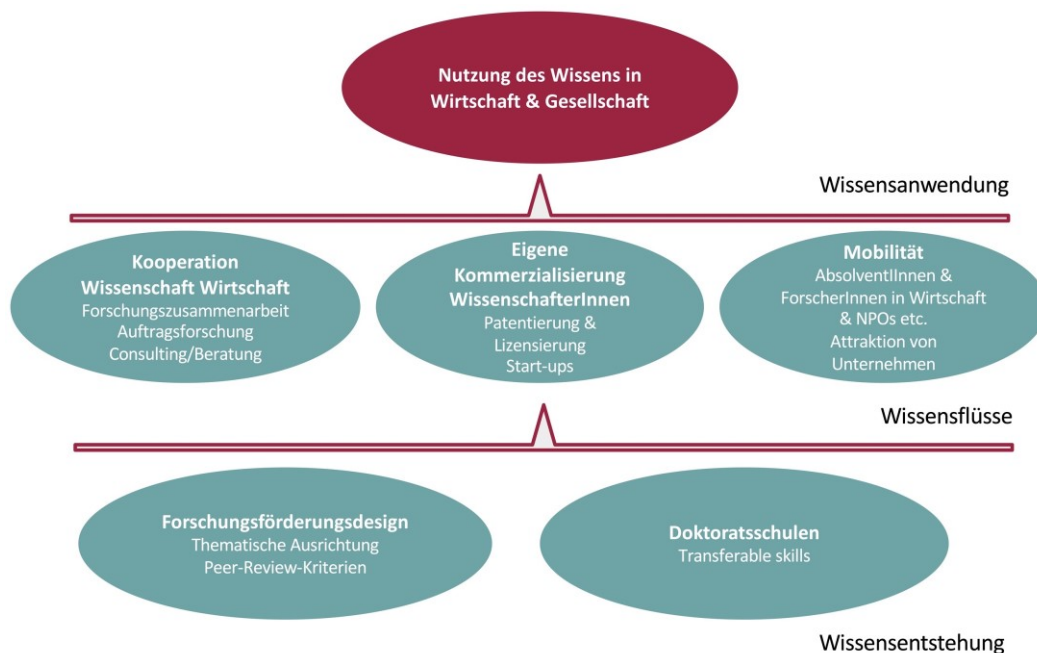 Nutzung des Wissens in
Wirtschaft & Gesellschaft
Wissensanwendung
Kooperation
Wissenschaft Wirtschaft
Forschungszusammenarbeit
Auftragsforschung
Consulting/Beratung
Eigene
Kommerzialisierung
WissenschafterInnen
Patentierung &
Lizensierung
Start-ups
Mobilität
AbsolventIInnen &
ForscherInnen in Wirtschaft
& NPOs etc.
Attraktion von
Unternehmen
Wissensflüsse
Forschungsförderungsdesign
Thematische Ausrichtung
Peer-Review-Kriterien
Doktoratsschulen
Transferable skills
Wissensentstehung